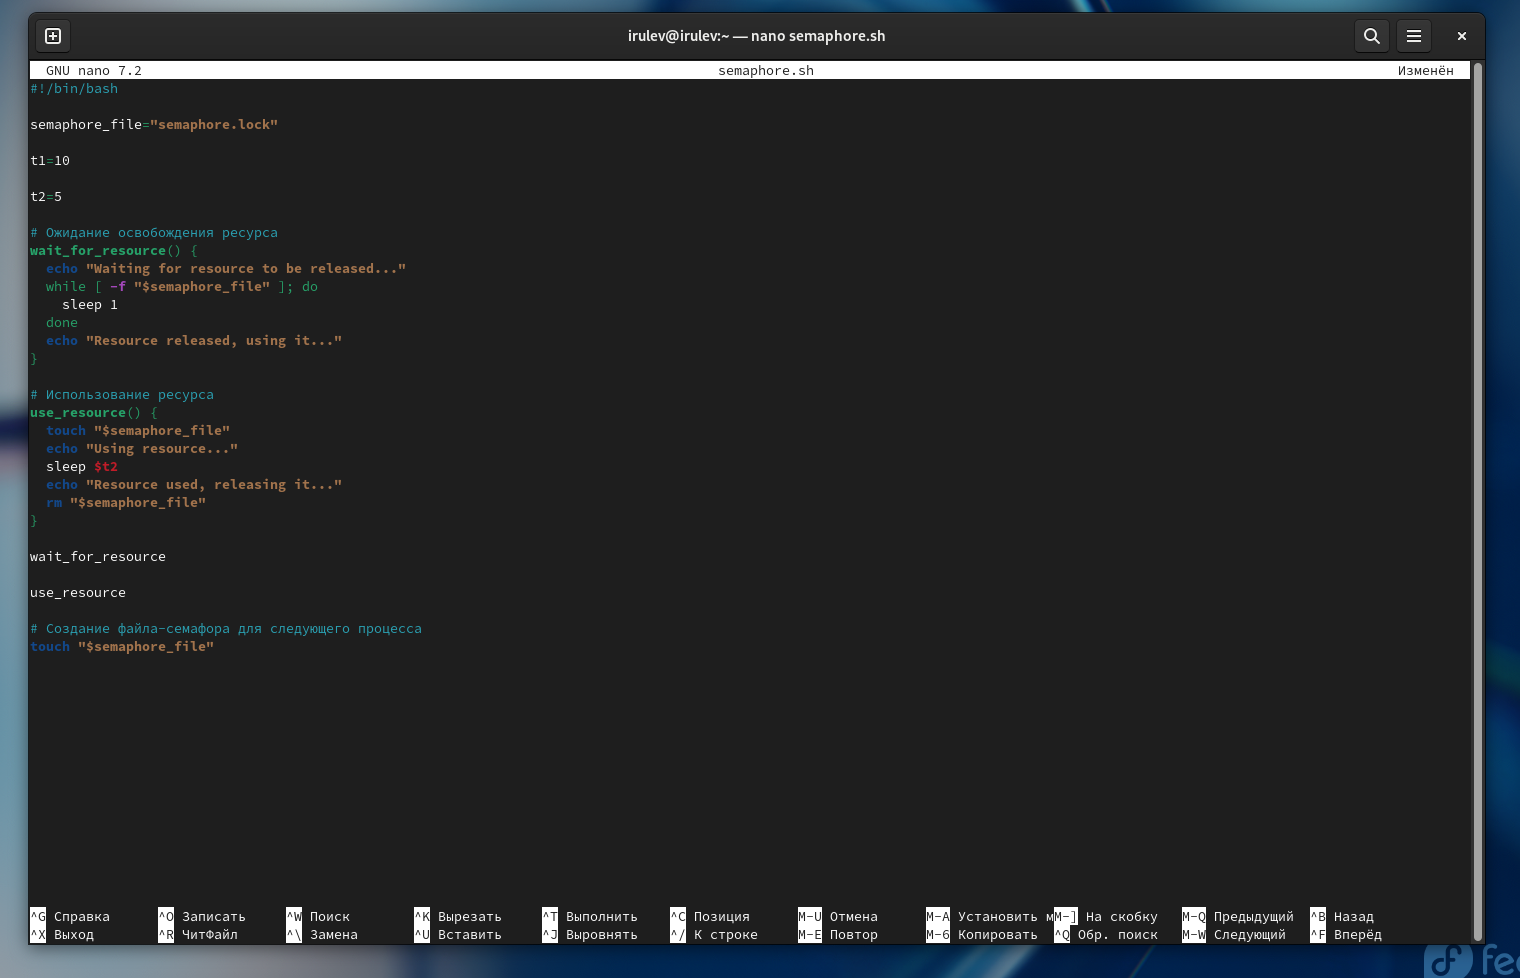 irulev@irulev:~ — nano semaphore.sh
GNU nano 7.2 semaphore.sh Изменён
#!/bin/bash
semaphore_file="semaphore.lock"
t1=10
t2=5
# Ожидание освобождения ресурса
wait_for_resource() {
  echo "Waiting for resource to be released..."
  while [ -f "$semaphore_file" ]; do
    sleep 1
  done
  echo "Resource released, using it..."
}
# Использование ресурса
use_resource() {
  touch "$semaphore_file"
  echo "Using resource..."
  sleep $t2
  echo "Resource used, releasing it..."
  rm "$semaphore_file"
}
wait_for_resource
use_resource
# Создание файла-семафора для следующего процесса
touch "$semaphore_file"
^G Справка ^O Записать ^W Поиск ^K Вырезать ^T Выполнить ^C Позиция M-U Отмена M-A Установить мM-] На скобку M-Q Предыдущий ^B Назад
^X Выход ^R ЧитФайл ^\ Замена ^U Вставить ^J Выровнять ^/ К строке M-E Повтор M-6 Копировать ^Q Обр. поиск M-W Следующий ^F Вперёд